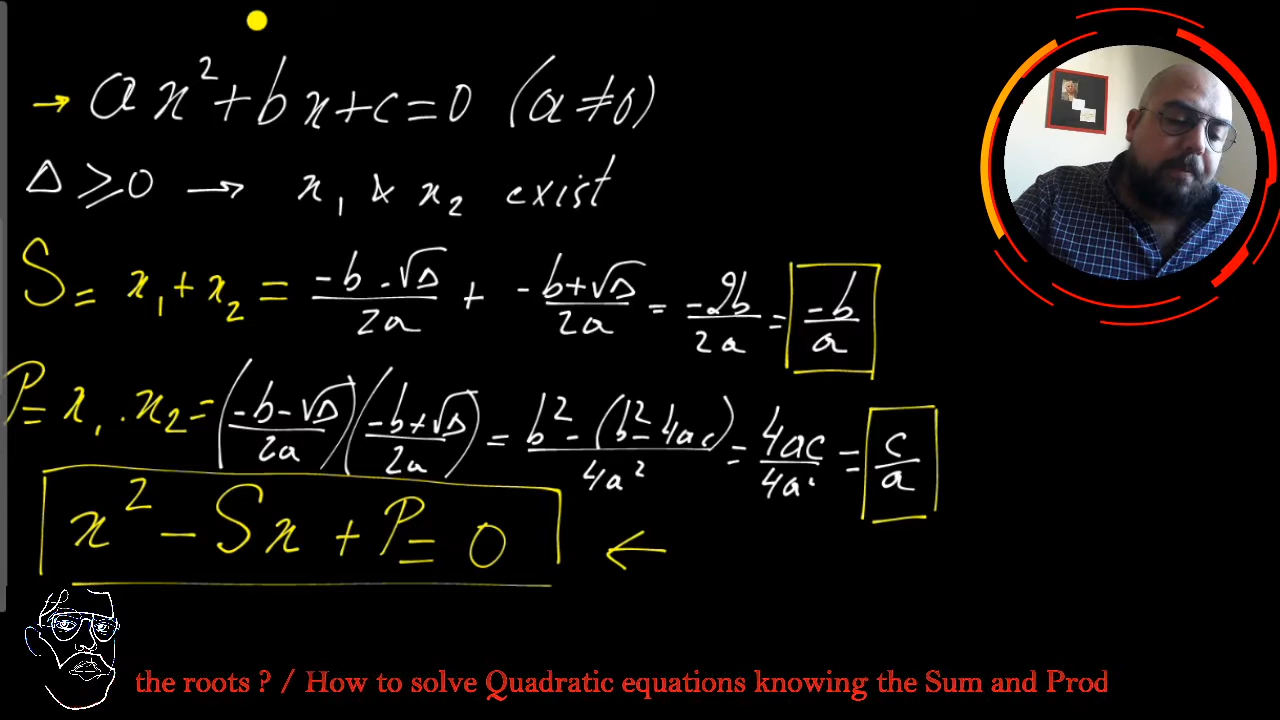 → ax²+bx+c=0 (a≠0)
Δ⩾0 → x₁ & x₂ exist
S = x₁+x₂ = (-b-√Δ)/2a + (-b+√Δ)/2a = -2b/2a = -b/a
P= x₁.x₂= ((-b-√Δ)/2a)((-b+√Δ)/2a) = (b²-(b²-4ac))/4a² = 4ac/4a² = c/a
x² - Sx + P = 0 ←
the roots ? / How to solve Quadratic equations knowing the Sum and Prod